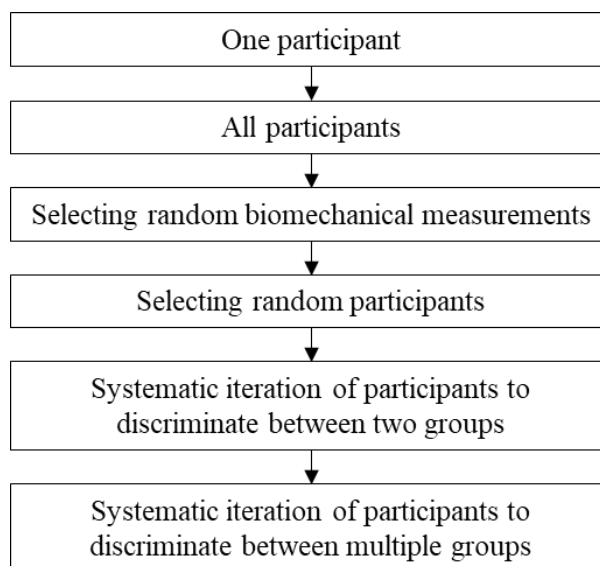 One participant
All participants
Selecting random biomechanical measurements
Selecting random participants
Systematic iteration of participants to
discriminate between two groups
Systematic iteration of participants to
discriminate between multiple groups